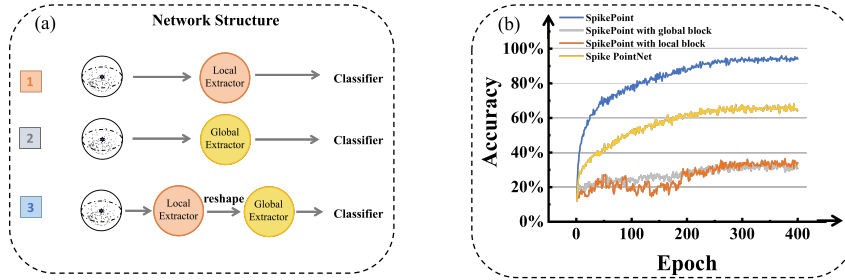 (a)
Network Structure
1
Local
Extractor
Classifier
2
Global
Extractor
Classifier
3
Local
Extractor
reshape
Global
Extractor
Classifier
(b)
SpikePoint
SpikePoint with global block
SpikePoint with local block
Spike PointNet
Accuracy
100%
80%
60%
40%
20%
0%
0
100
200
300
400
Epoch